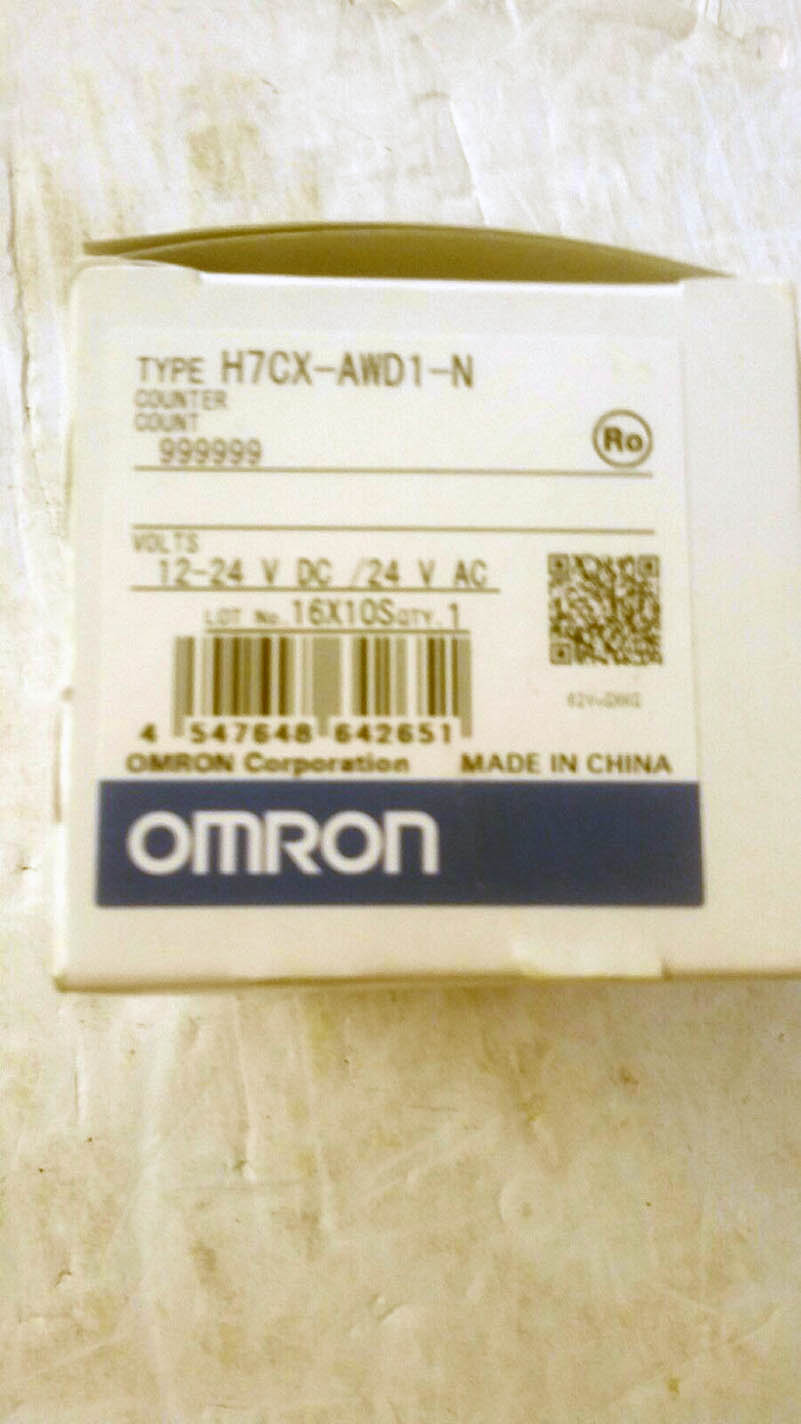 TYPE H7CX-AWD1-N
COUNTER
COUNT
999999
Ro
VOLTS
12-24 V DC /24 V AC
LOT No. 16X10S QTY. 1
4 547648 642651
OMRON Corporation MADE IN CHINA
OMRON